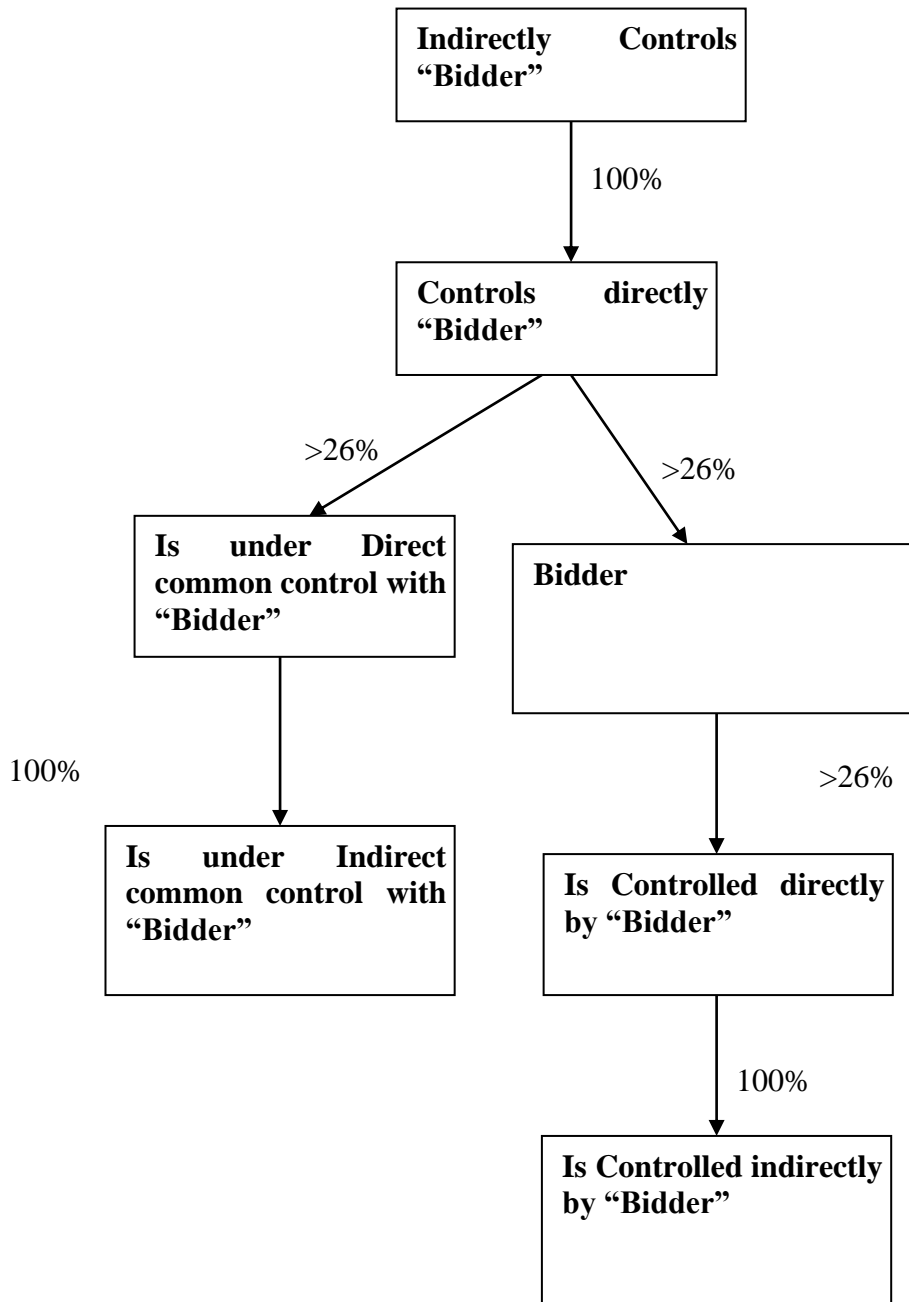 Indirectly Controls
“Bidder”
100%
Controls directly
“Bidder”
>26%
>26%
Is under Direct
common control with
“Bidder”
Bidder
100%
>26%
Is under Indirect
common control with
“Bidder”
Is Controlled directly
by “Bidder”
100%
Is Controlled indirectly
by “Bidder”